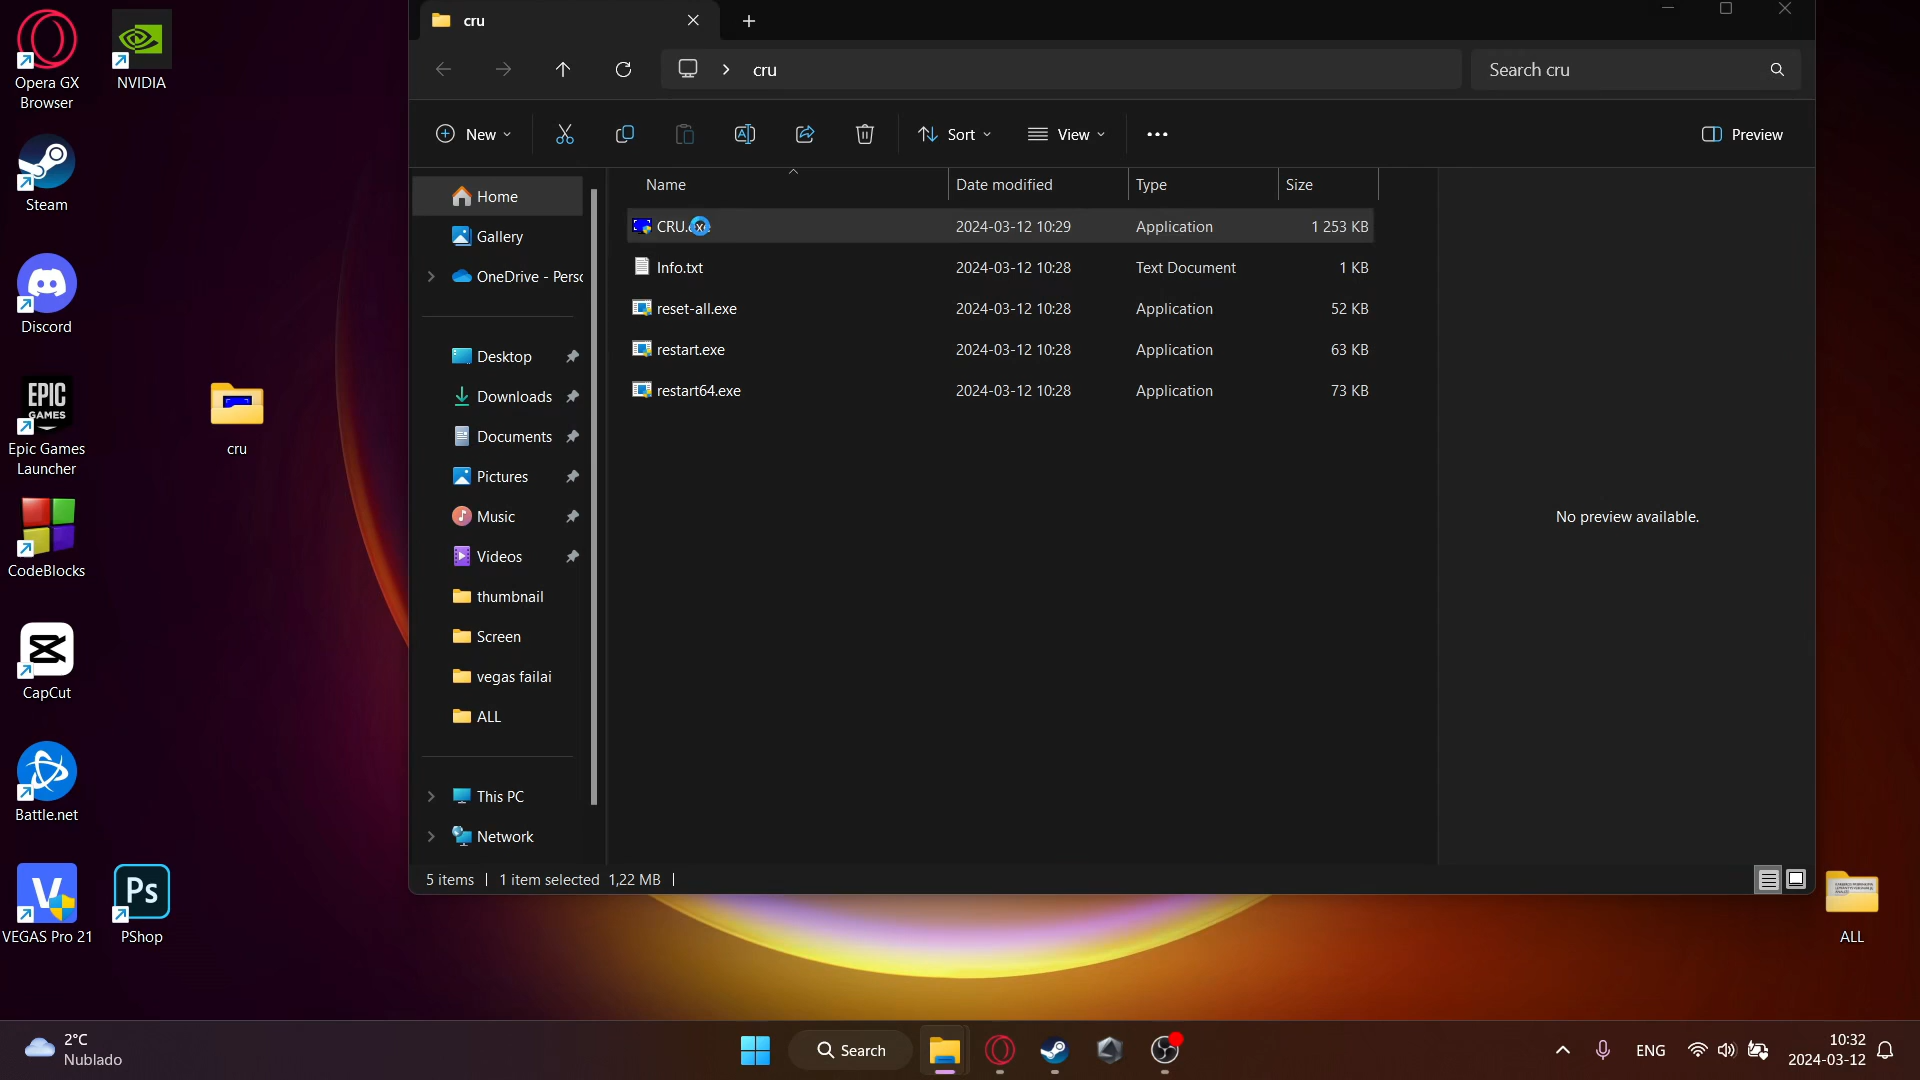 Opera GX
Browser
NVIDIA
Steam
Discord
EPIC
GAMES
Epic Games
Launcher
CodeBlocks
CapCut
Battle.net
VEGAS Pro 21
Ps
PShop
cru
cru
cru
Search cru
New
Sort
View
Preview
Home
Gallery
OneDrive - Pers
Desktop
Downloads
Documents
Pictures
Music
Videos
thumbnail
Screen
vegas failai
ALL
This PC
Network
Name Date modified Type Size
CRU.exe 2024-03-12 10:29 Application 1 253 KB
Info.txt 2024-03-12 10:28 Text Document 1 KB
reset-all.exe 2024-03-12 10:28 Application 52 KB
restart.exe 2024-03-12 10:28 Application 63 KB
restart64.exe 2024-03-12 10:28 Application 73 KB
No preview available.
5 items 1 item selected 1,22 MB
ALL
2°C
Nublado
Search
ENG
10:32
2024-03-12